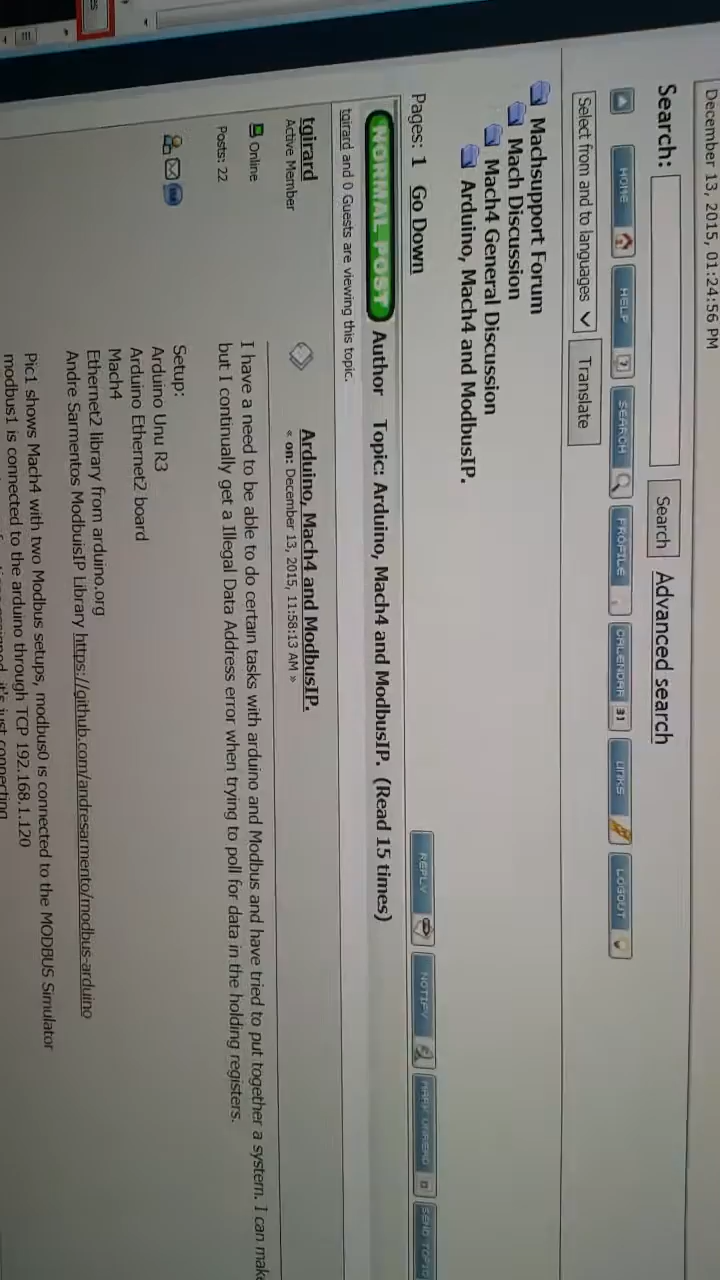 December 13, 2015, 01:24:56 PM
Search: Search Advanced search
HOME HELP SEARCH PROFILE CALENDAR LINKS LOGOUT
Select from and to languages Translate
Machsupport Forum
Mach Discussion
Mach4 General Discussion
Arduino, Mach4 and ModbusIP.
Pages: 1 Go Down
REPLY NOTIFY MARK UNREAD SEND TOPIC
NORMAL POST Author Topic: Arduino, Mach4 and ModbusIP. (Read 15 times)
tgirard and 0 Guests are viewing this topic.
tgirard
Active Member
Online
Posts: 22
Arduino, Mach4 and ModbusIP.
« on: December 13, 2015, 11:58:13 AM »
I have a need to be able to do certain tasks with arduino and Modbus and have tried to put together a system. I can make
but I continually get a Illegal Data Address error when trying to poll for data in the holding registers.
Setup:
Arduino Unu R3
Arduino Ethernet2 board
Mach4
Ethernet2 library from arduino.org
Andre Sarmentos ModbuisIP Library https://github.com/andresarmento/modbus-arduino
Pic1 shows Mach4 with two Modbus setups, modbus0 is connected to the MODBUS Simulator
modbus1 is connected to the arduino through TCP 192.168.1.120
it's just connecting